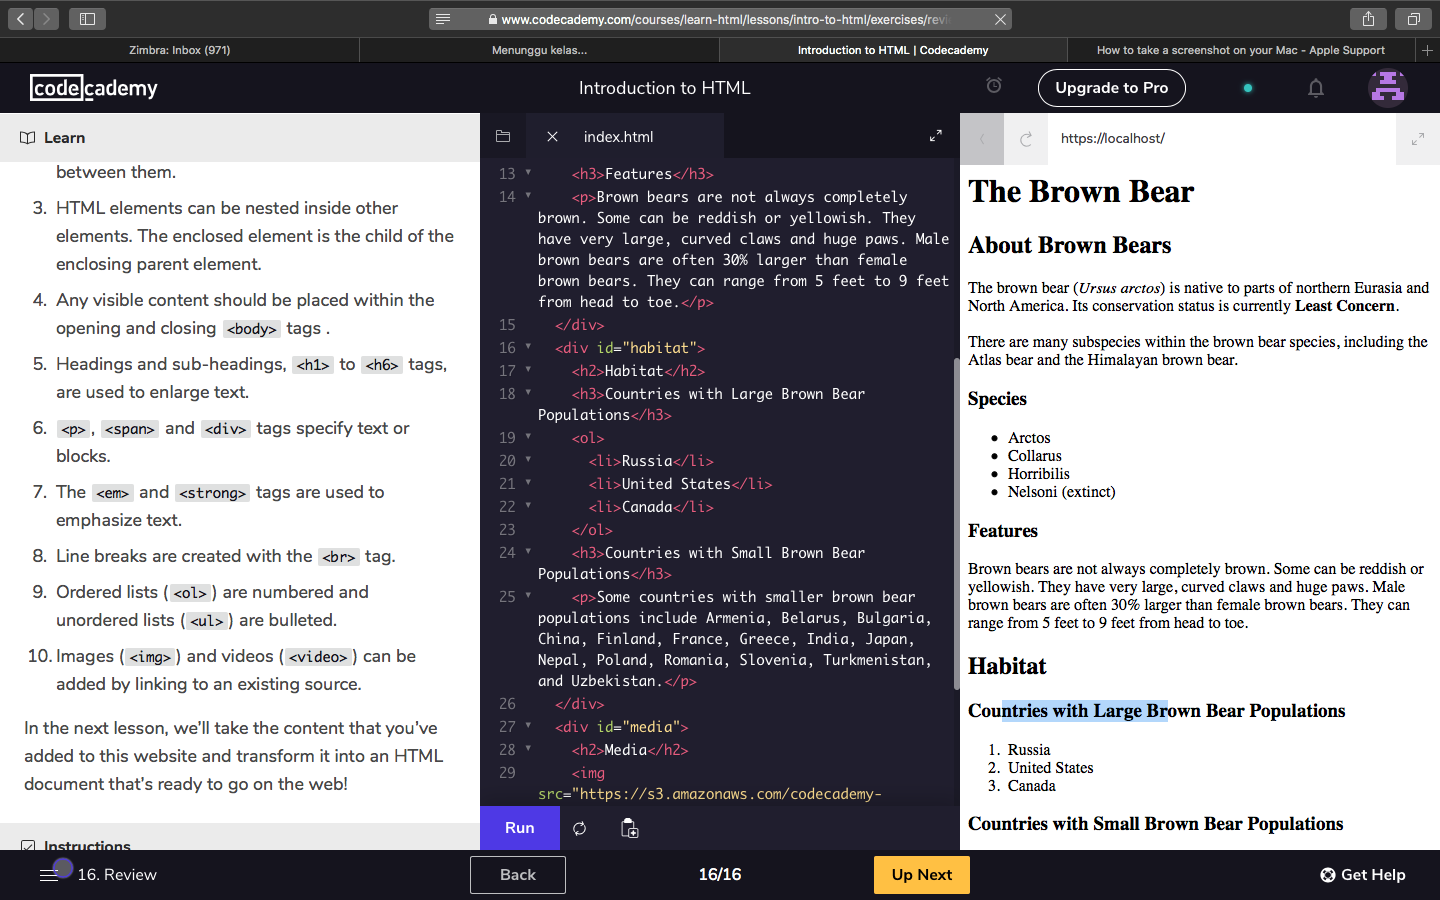 www.codecademy.com/courses/learn-html/lessons/intro-to-html/exercises/revi
Zimbra: Inbox (971)
Menunggu kelas...
Introduction to HTML | Codecademy
How to take a screenshot on your Mac - Apple Support
codecademy
Introduction to HTML
Upgrade to Pro
Learn
between them.
3. HTML elements can be nested inside other
elements. The enclosed element is the child of the
enclosing parent element.
4. Any visible content should be placed within the
opening and closing <body> tags .
5. Headings and sub-headings, <h1> to <h6> tags,
are used to enlarge text.
6. <p> , <span> and <div> tags specify text or
blocks.
7. The <em> and <strong> tags are used to
emphasize text.
8. Line breaks are created with the <br> tag.
9. Ordered lists ( <ol> ) are numbered and
unordered lists ( <ul> ) are bulleted.
10. Images ( <img> ) and videos ( <video> ) can be
added by linking to an existing source.
In the next lesson, we'll take the content that you've
added to this website and transform it into an HTML
document that's ready to go on the web!
Instructions
index.html
13 <h3>Features</h3>
14 <p>Brown bears are not always completely
brown. Some can be reddish or yellowish. They
have very large, curved claws and huge paws. Male
brown bears are often 30% larger than female
brown bears. They can range from 5 feet to 9 feet
from head to toe.</p>
15 </div>
16 <div id="habitat">
17 <h2>Habitat</h2>
18 <h3>Countries with Large Brown Bear
Populations</h3>
19 <ol>
20 <li>Russia</li>
21 <li>United States</li>
22 <li>Canada</li>
23 </ol>
24 <h3>Countries with Small Brown Bear
Populations</h3>
25 <p>Some countries with smaller brown bear
populations include Armenia, Belarus, Bulgaria,
China, Finland, France, Greece, India, Japan,
Nepal, Poland, Romania, Slovenia, Turkmenistan,
and Uzbekistan.</p>
26 </div>
27 <div id="media">
28 <h2>Media</h2>
29 <img
src="https://s3.amazonaws.com/codecademy-
Run
https://localhost/
The Brown Bear
About Brown Bears
The brown bear (Ursus arctos) is native to parts of northern Eurasia and
North America. Its conservation status is currently Least Concern.
There are many subspecies within the brown bear species, including the
Atlas bear and the Himalayan brown bear.
Species
• Arctos
• Collarus
• Horribilis
• Nelsoni (extinct)
Features
Brown bears are not always completely brown. Some can be reddish or
yellowish. They have very large, curved claws and huge paws. Male
brown bears are often 30% larger than female brown bears. They can
range from 5 feet to 9 feet from head to toe.
Habitat
Countries with Large Brown Bear Populations
1. Russia
2. United States
3. Canada
Countries with Small Brown Bear Populations
16. Review
Back
16/16
Up Next
Get Help